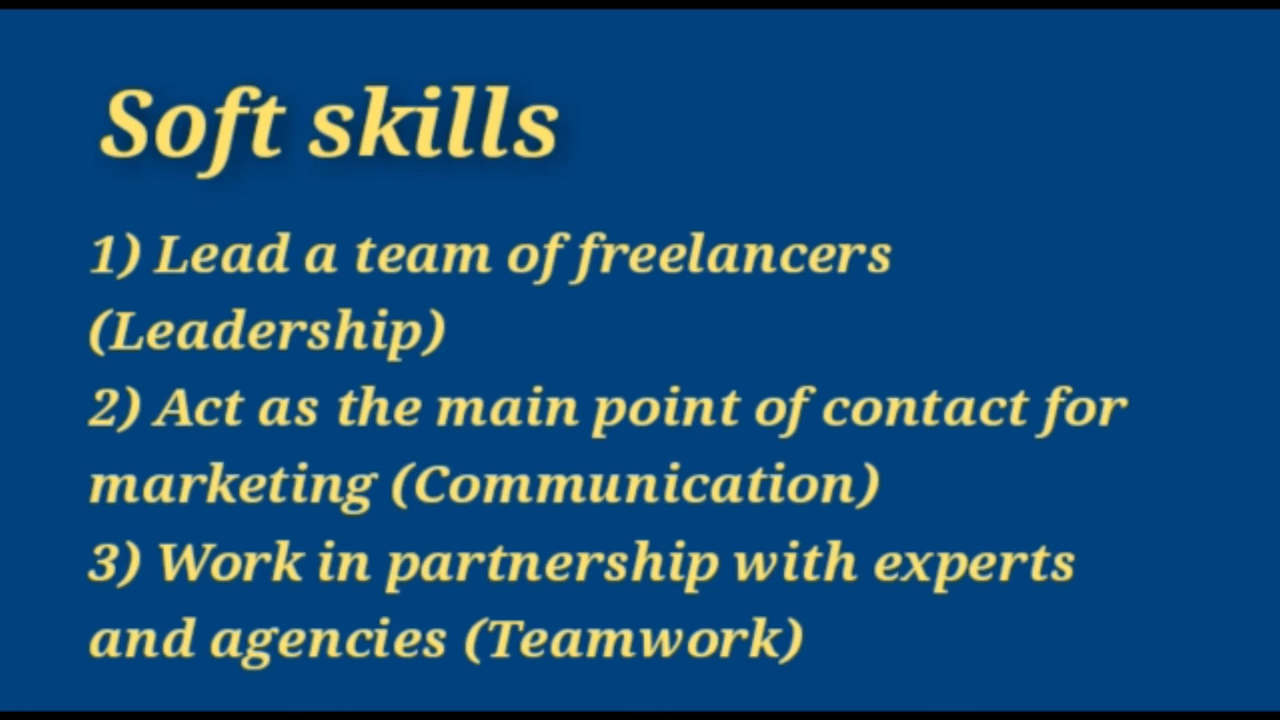 Soft skills
1) Lead a team of freelancers
(Leadership)
2) Act as the main point of contact for
marketing (Communication)
3) Work in partnership with experts
and agencies (Teamwork)